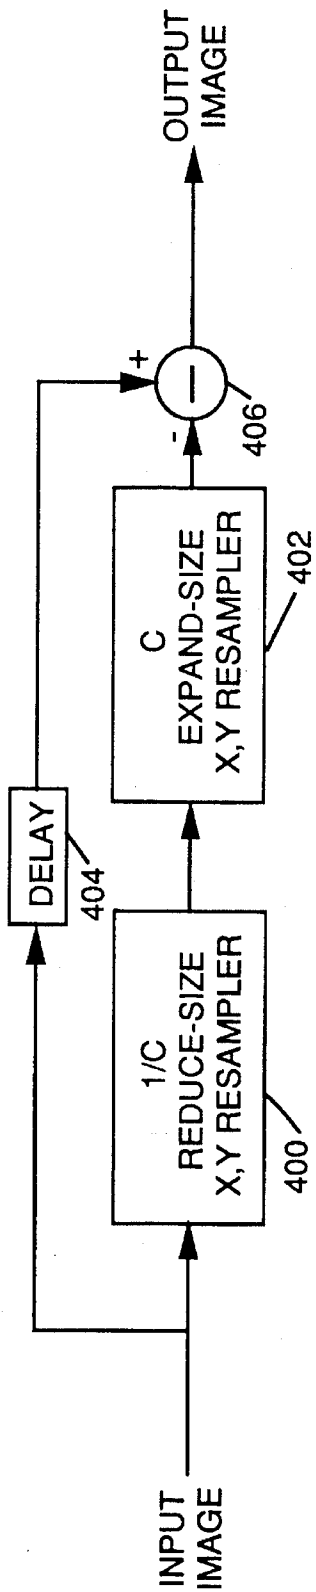 INPUT
IMAGE
DELAY
404
1/C
REDUCE-SIZE
X,Y RESAMPLER
400
C
EXPAND-SIZE
X,Y RESAMPLER
402
+
-
−
406
OUTPUT
IMAGE